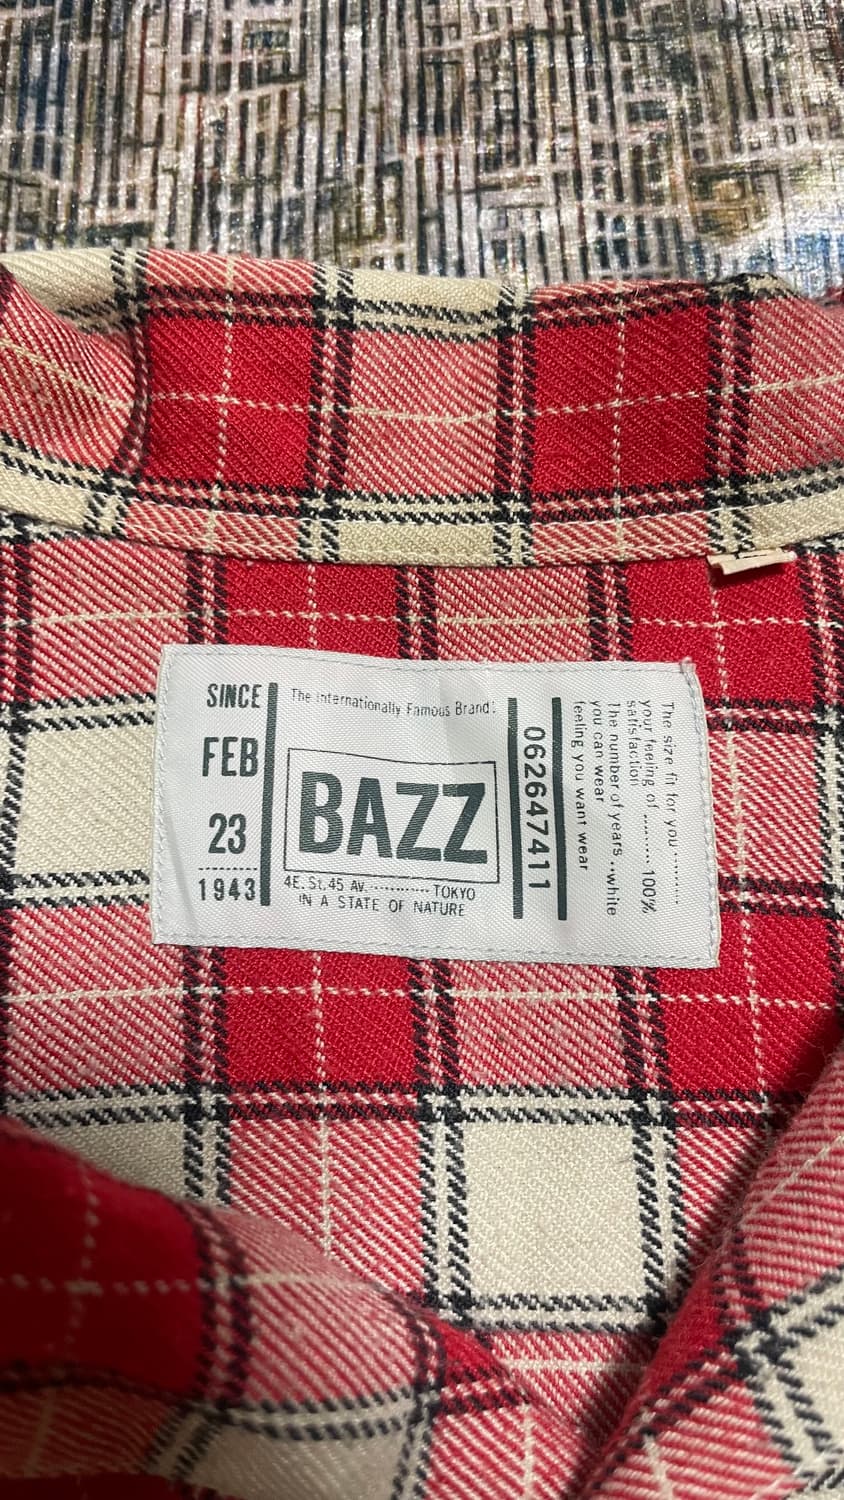 SINCE
FEB
23
1943
The Internationally Famous Brand!
BAZZ
4E. St. 45 AV. ............ TOKYO
IN A STATE OF NATURE
062647411
The size fit for you ........
your feeling of ......... 100%
satisfaction
The number of years ..white
you can wear
feeling you want wear